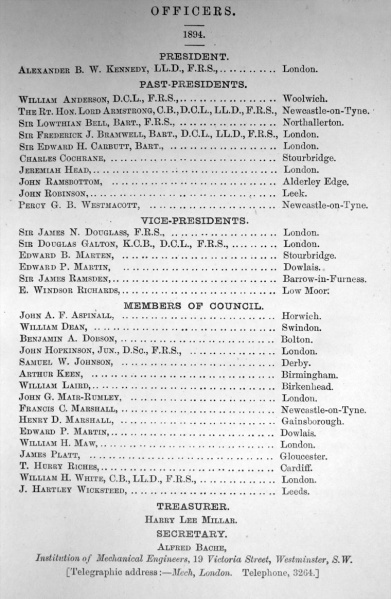 OFFICERS.
1894.
PRESIDENT.
ALEXANDER B. W. KENNEDY, LL.D., F.R.S., .......... London.
PAST-PRESIDENTS.
WILLIAM ANDERSON, D.C.L., F.R.S., .......... Woolwich.
THE RT. HON. LORD ARMSTRONG, C.B., D.C.L., LL.D., F.R.S., Newcastle-on-Tyne.
SIR LOWTHIAN BELL, BART., F.R.S., .......... Northallerton.
SIR FREDERICK J. BRAMWELL, BART., D.C.L., LL.D., F.R.S., London.
SIR EDWARD H. CARBUTT, BART., .......... London.
CHARLES COCHRANE, .......... Stourbridge.
JEREMIAH HEAD, .......... London.
JOHN RAMSBOTTOM, .......... Alderley Edge.
JOHN ROBINSON, .......... Leek.
PERCY G. B. WESTMACOTT, .......... Newcastle-on-Tyne.
VICE-PRESIDENTS.
SIR JAMES N. DOUGLASS, F.R.S., .......... London.
SIR DOUGLAS GALTON, K.C.B., D.C.L., F.R.S., .......... London.
EDWARD B. MARTEN, .......... Stourbridge.
EDWARD P. MARTIN, .......... Dowlais.
SIR JAMES RAMSDEN, .......... Barrow-in-Furness.
E. WINDSOR RICHARDS, .......... Low Moor.
MEMBERS OF COUNCIL.
JOHN A. F. ASPINALL, .......... Horwich.
WILLIAM DEAN, .......... Swindon.
BENJAMIN A. DOBSON, .......... Bolton.
JOHN HOPKINSON, JUN., D.Sc., F.R.S., .......... London.
SAMUEL W. JOHNSON, .......... Derby.
ARTHUR KEEN, .......... Birmingham.
WILLIAM LAIRD, .......... Birkenhead.
JOHN G. MAIR-RUMLEY, .......... London.
FRANCIS C. MARSHALL, .......... Newcastle-on-Tyne.
HENRY D. MARSHALL, .......... Gainsborough.
EDWARD P. MARTIN, .......... Dowlais.
WILLIAM H. MAW, .......... London.
JAMES PLATT, .......... Gloucester.
T. HURRY RICHES, .......... Cardiff.
WILLIAM H. WHITE, C.B., LL.D., F.R.S., .......... London.
J. HARTLEY WICKSTEED, .......... Leeds.
TREASURER.
HARRY LEE MILLAR.
SECRETARY.
ALFRED BACHE,
Institution of Mechanical Engineers, 19 Victoria Street, Westminster, S.W.
[Telegraphic address:—Mech, London. Telephone, 3264.]